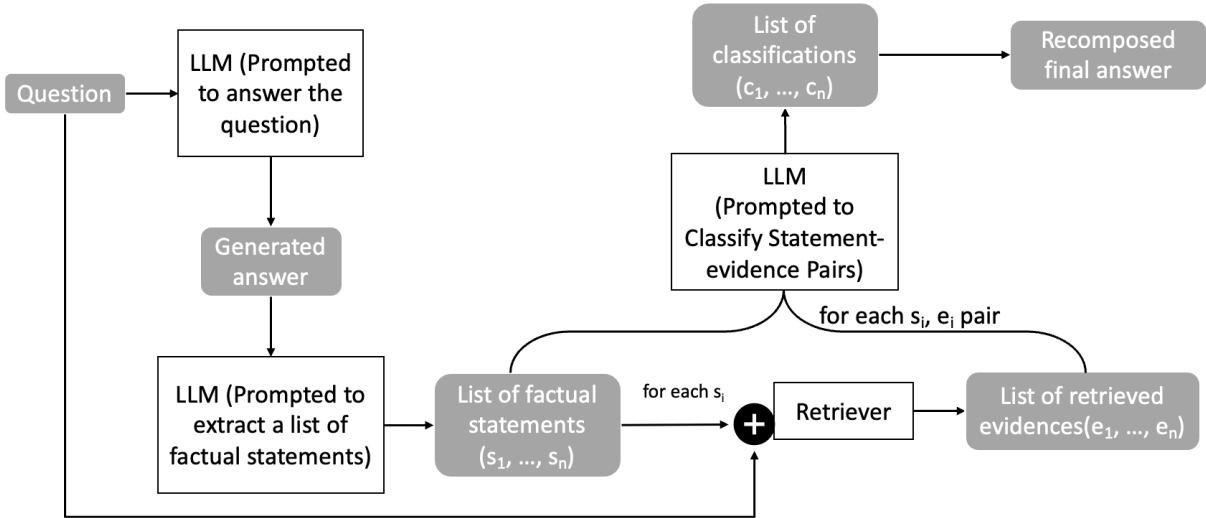 Question
LLM (Prompted
to answer the
question)
Generated
answer
LLM (Prompted to
extract a list of
factual statements)
List of factual
statements
(s₁, ..., sₙ)
for each sᵢ
+
Retriever
List of retrieved
evidences(e₁, ..., eₙ)
for each sᵢ, eᵢ pair
LLM
(Prompted to
Classify Statement-
evidence Pairs)
List of
classifications
(c₁, ..., cₙ)
Recomposed
final answer